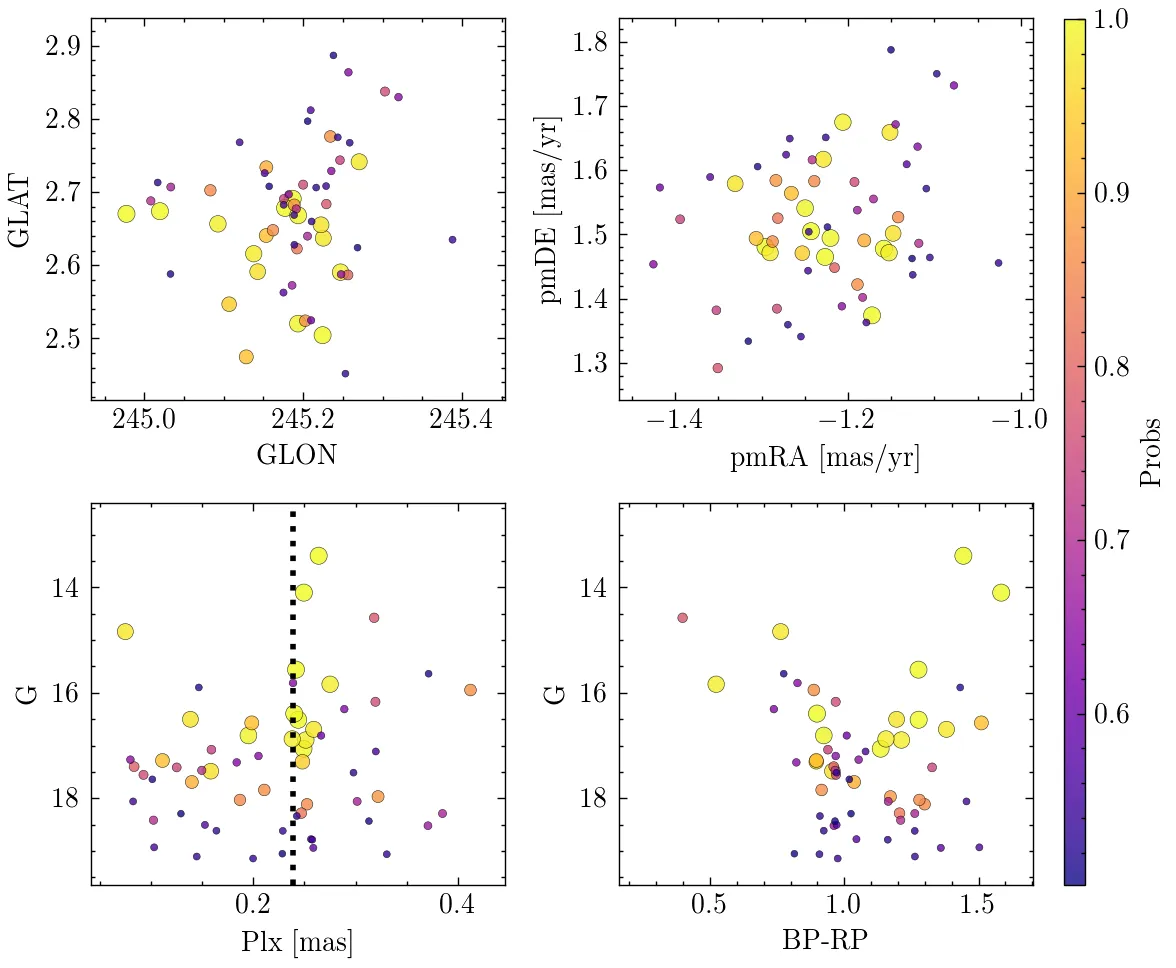 2.9
2.8
2.7
2.6
2.5
GLAT
245.0 245.2 245.4
GLON
1.8
1.7
1.6
1.5
1.4
1.3
pmDE [mas/yr]
−1.4 −1.2 −1.0
pmRA [mas/yr]
14
16
18
G
0.2 0.4
Plx [mas]
14
16
18
G
0.5 1.0 1.5
BP-RP
1.0
0.9
0.8
0.7
0.6
Probs